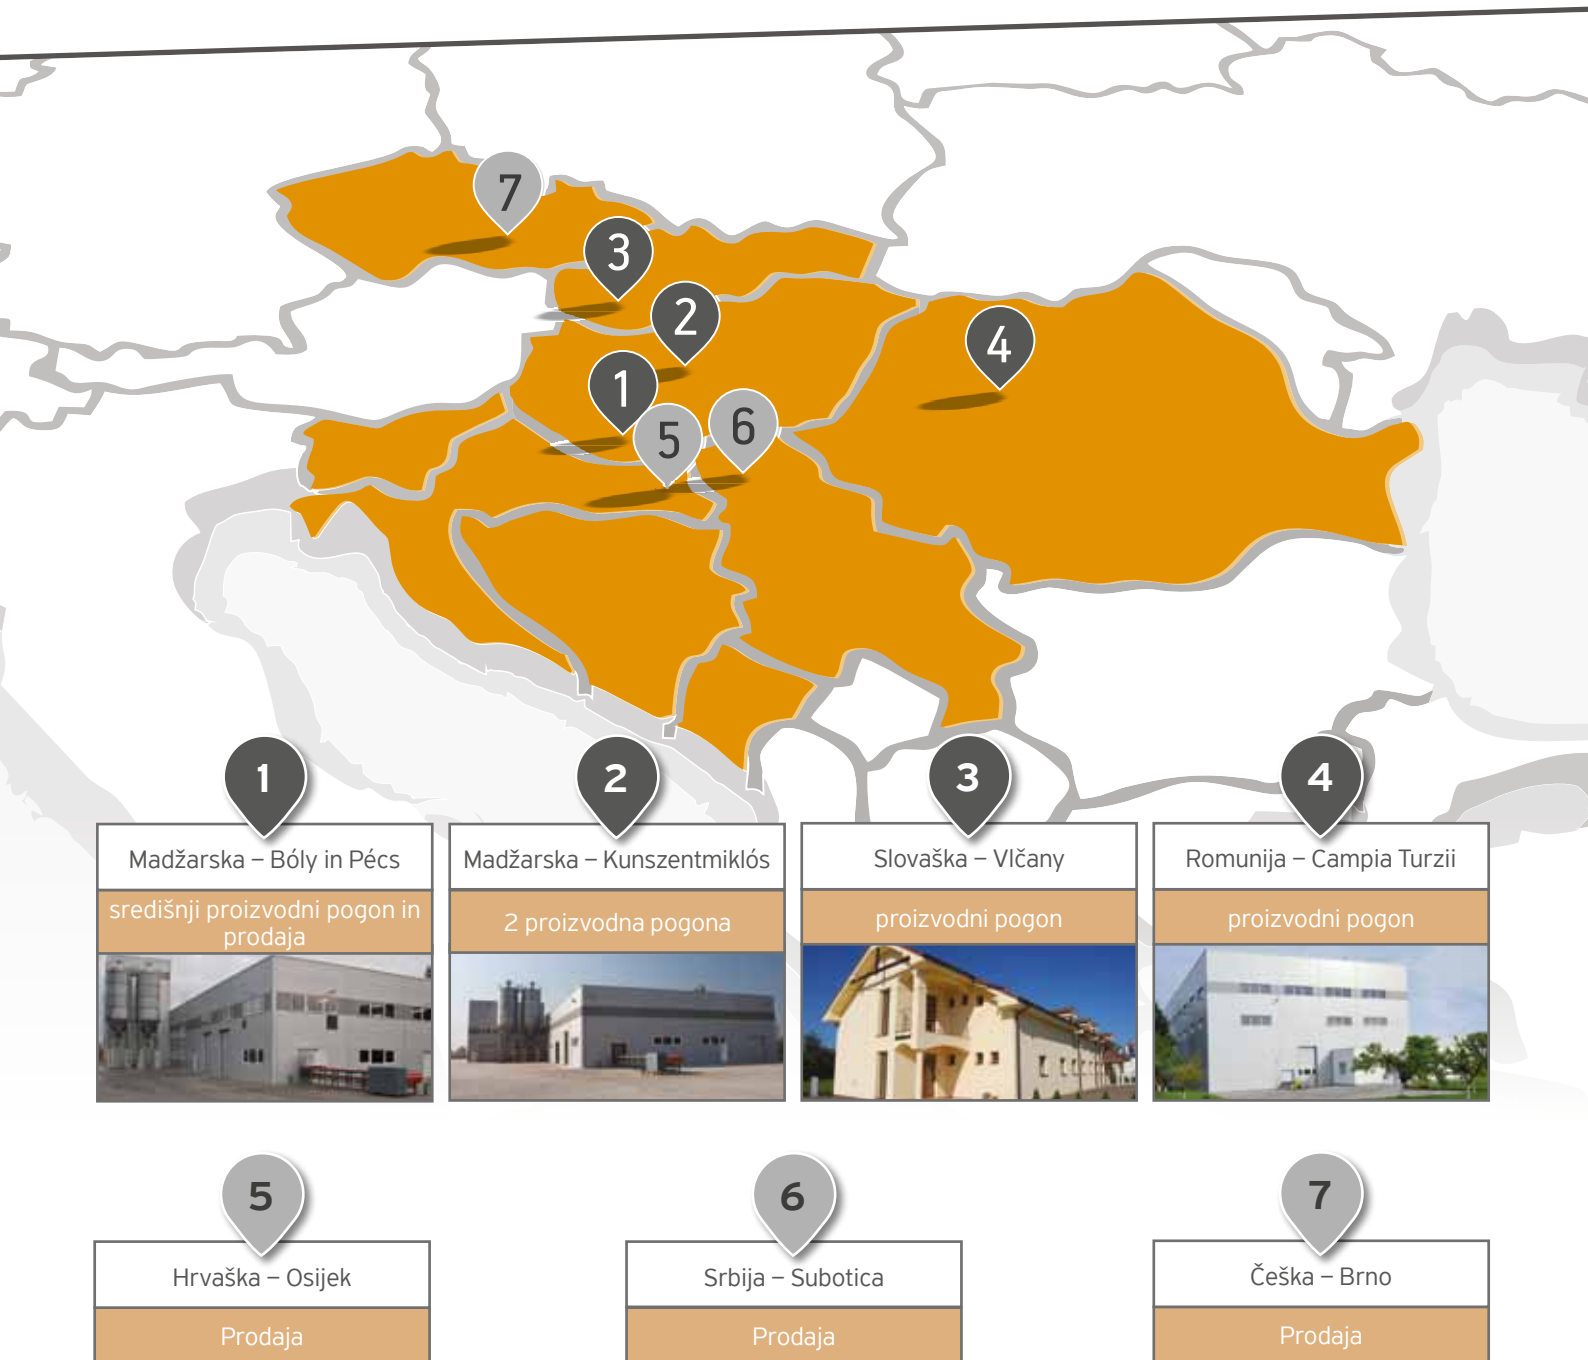 7
3
2
4
1
5
6
1
2
3
4
Madžarska – Bóly in Pécs
Madžarska – Kunszentmiklós
Slovaška – Vlčany
Romunija – Campia Turzii
središnji proizvodni pogon in
prodaja
2 proizvodna pogona
proizvodni pogon
proizvodni pogon
5
6
7
Hrvaška – Osijek
Srbija – Subotica
Češka – Brno
Prodaja
Prodaja
Prodaja